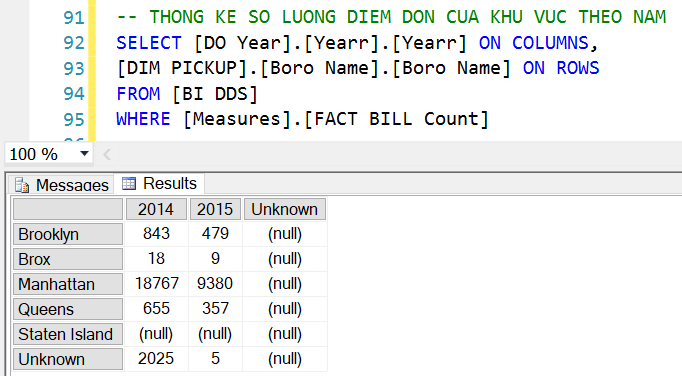 91 -- THONG KE SO LUONG DIEM DON CUA KHU VUC THEO NAM
92 SELECT [DO Year].[Yearr].[Yearr] ON COLUMNS,
93 [DIM PICKUP].[Boro Name].[Boro Name] ON ROWS
94 FROM [BI DDS]
95 WHERE [Measures].[FACT BILL Count]
100 %
Messages Results
2014 2015 Unknown
Brooklyn 843 479 (null)
Brox 18 9 (null)
Manhattan 18767 9380 (null)
Queens 655 357 (null)
Staten Island (null) (null) (null)
Unknown 2025 5 (null)